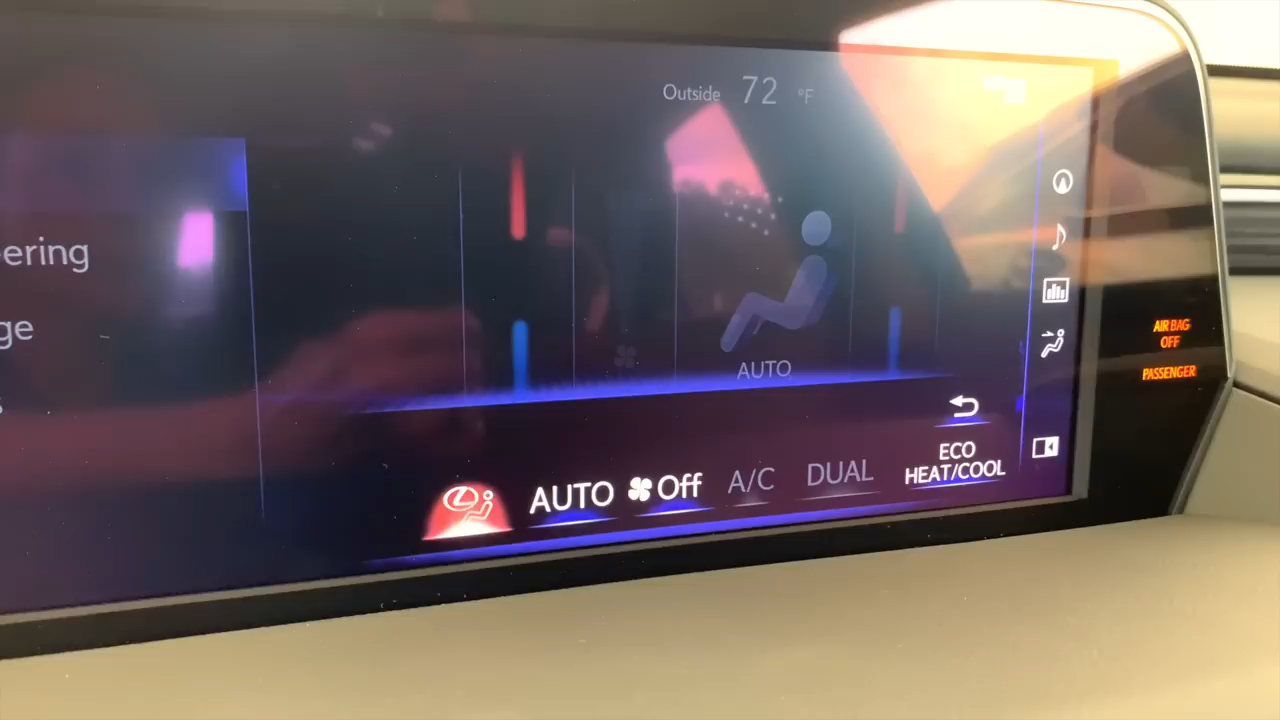 Outside 72 °F
ering
ge
s
AUTO
AIR BAG
OFF
PASSENGER
AUTO Off A/C DUAL
ECO
HEAT/COOL